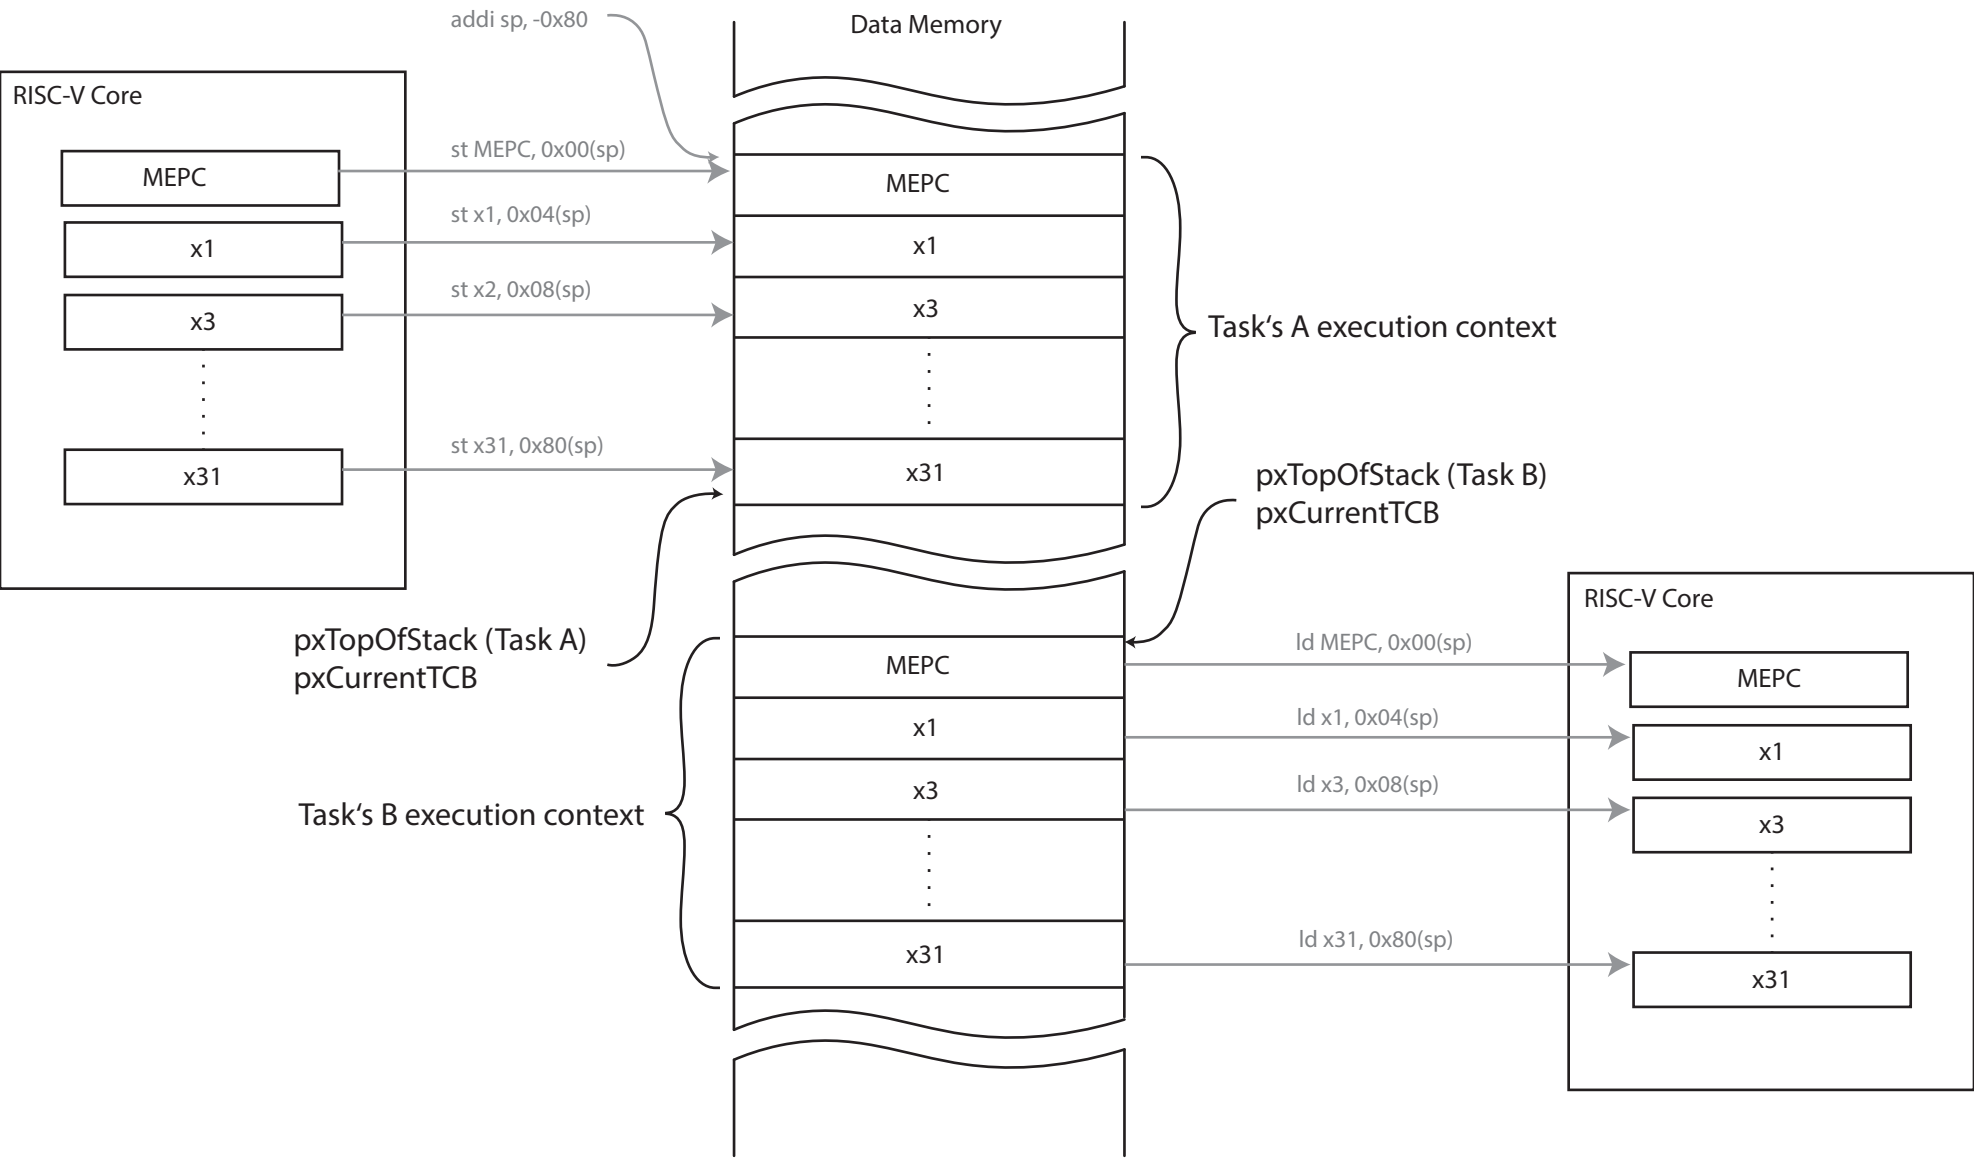 addi sp, -0x80
Data Memory
RISC-V Core
MEPC
x1
x3
x31
st MEPC, 0x00(sp)
st x1, 0x04(sp)
st x2, 0x08(sp)
st x31, 0x80(sp)
MEPC
x1
x3
x31
Task‘s A execution context
pxTopOfStack (Task A)
pxCurrentTCB
pxTopOfStack (Task B)
pxCurrentTCB
Task‘s B execution context
MEPC
x1
x3
x31
ld MEPC, 0x00(sp)
ld x1, 0x04(sp)
ld x3, 0x08(sp)
ld x31, 0x80(sp)
RISC-V Core
MEPC
x1
x3
x31